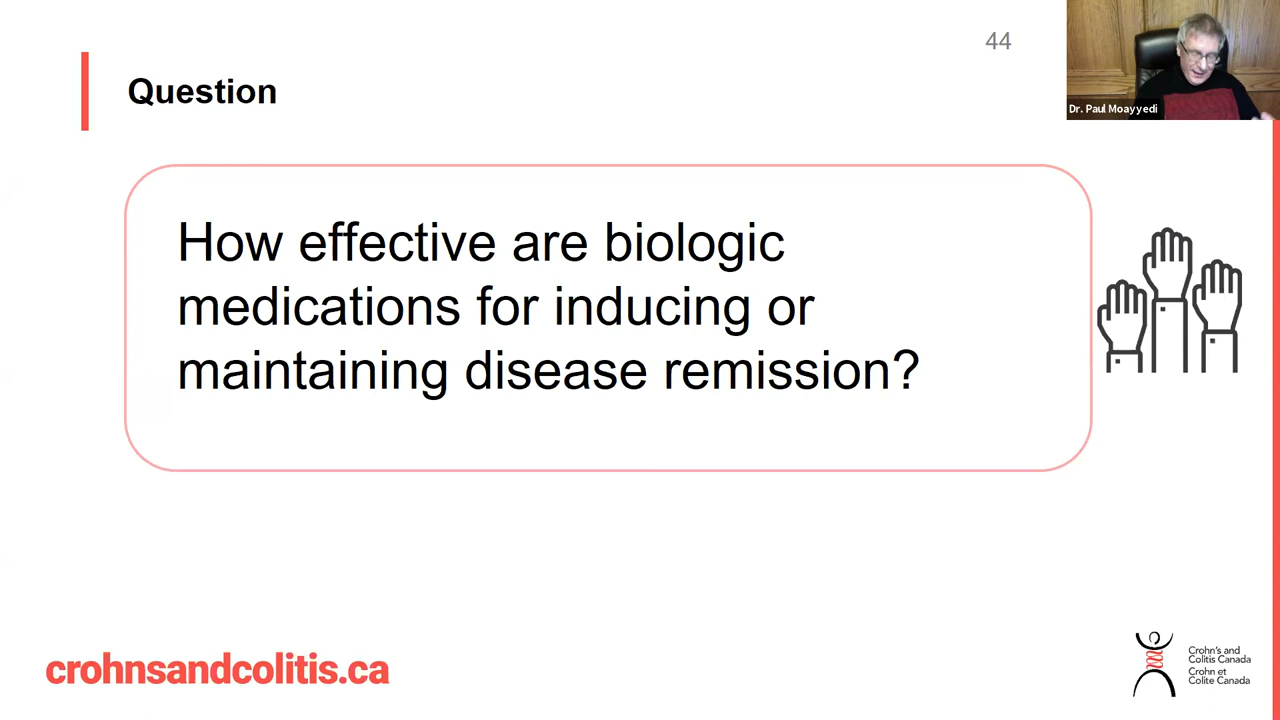 44
Question
Dr. Paul Moayyedi
How effective are biologic
medications for inducing or
maintaining disease remission?
crohnsandcolitis.ca
Crohn's and
Colitis Canada
Crohn et
Colite Canada